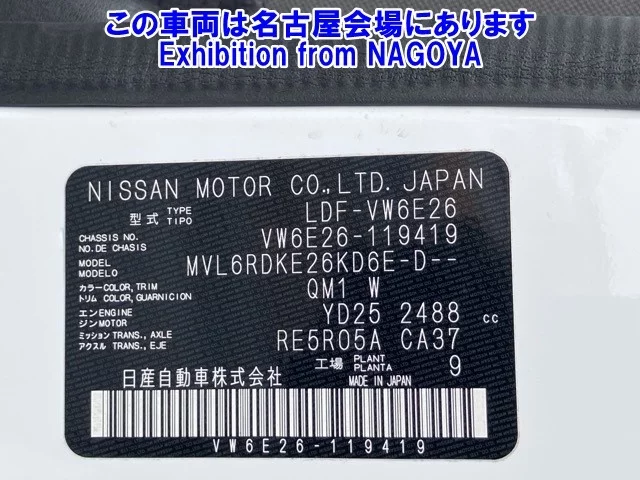 この車両は名古屋会場にあります
Exhibition from NAGOYA
NISSAN MOTOR CO.,LTD. JAPAN
型式 TYPE TIPO LDF-VW6E26
CHASSIS NO. NO. DE CHASIS VW6E26-119419
MODEL MODELO MVL6RDKE26KD6E-D--
カラー COLOR, TRIM トリム COLOR, GUARNICION QM1 W
エン ENGINE ジン MOTOR YD25 2488 cc
ミッション TRANS., AXLE アクスル TRANS., EJE RE5R05A CA37
工場 PLANT PLANTA 9
日産自動車株式会社 MADE IN JAPAN
VW6E26-119419